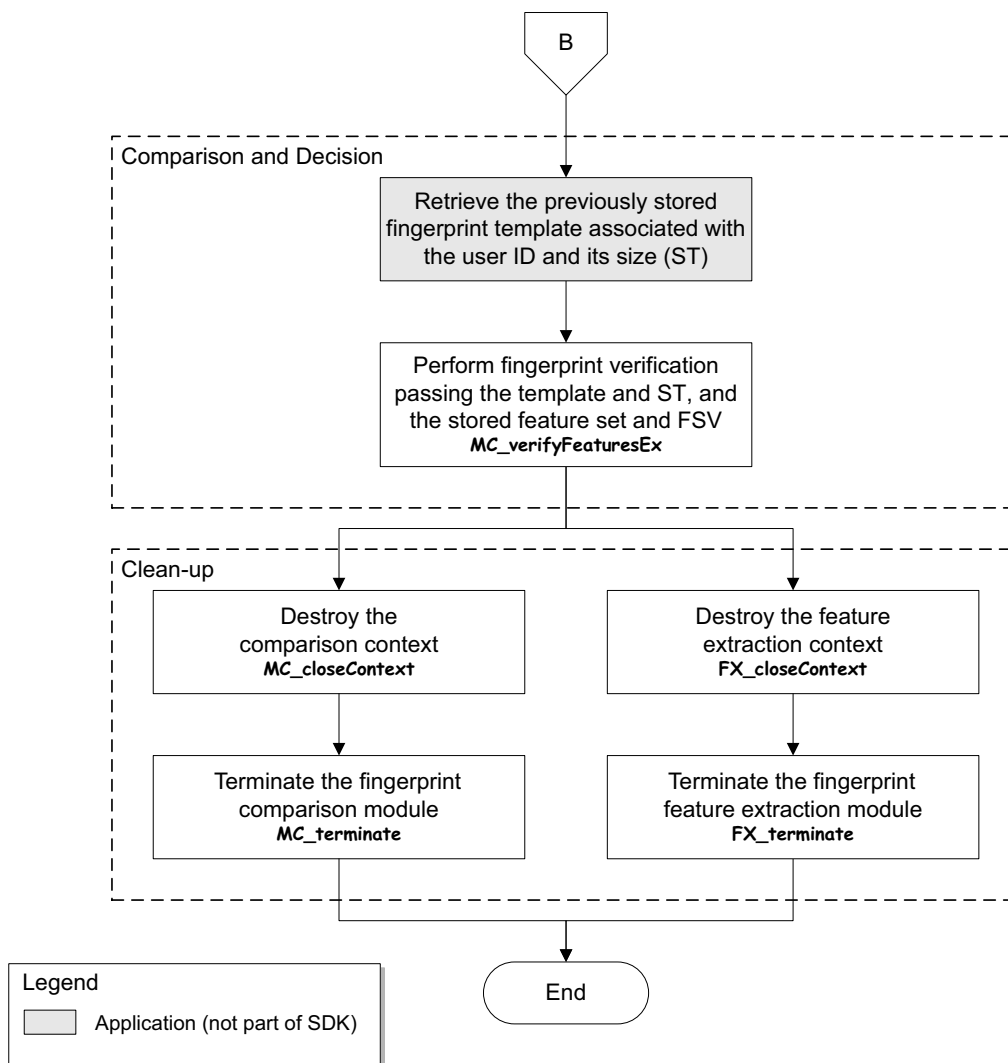 B
Comparison and Decision
Retrieve the previously stored
fingerprint template associated with
the user ID and its size (ST)
Perform fingerprint verification
passing the template and ST, and
the stored feature set and FSV
MC_verifyFeaturesEx
Clean-up
Destroy the
comparison context
MC_closeContext
Destroy the feature
extraction context
FX_closeContext
Terminate the fingerprint
comparison module
MC_terminate
Terminate the fingerprint
feature extraction module
FX_terminate
End
Legend
Application (not part of SDK)